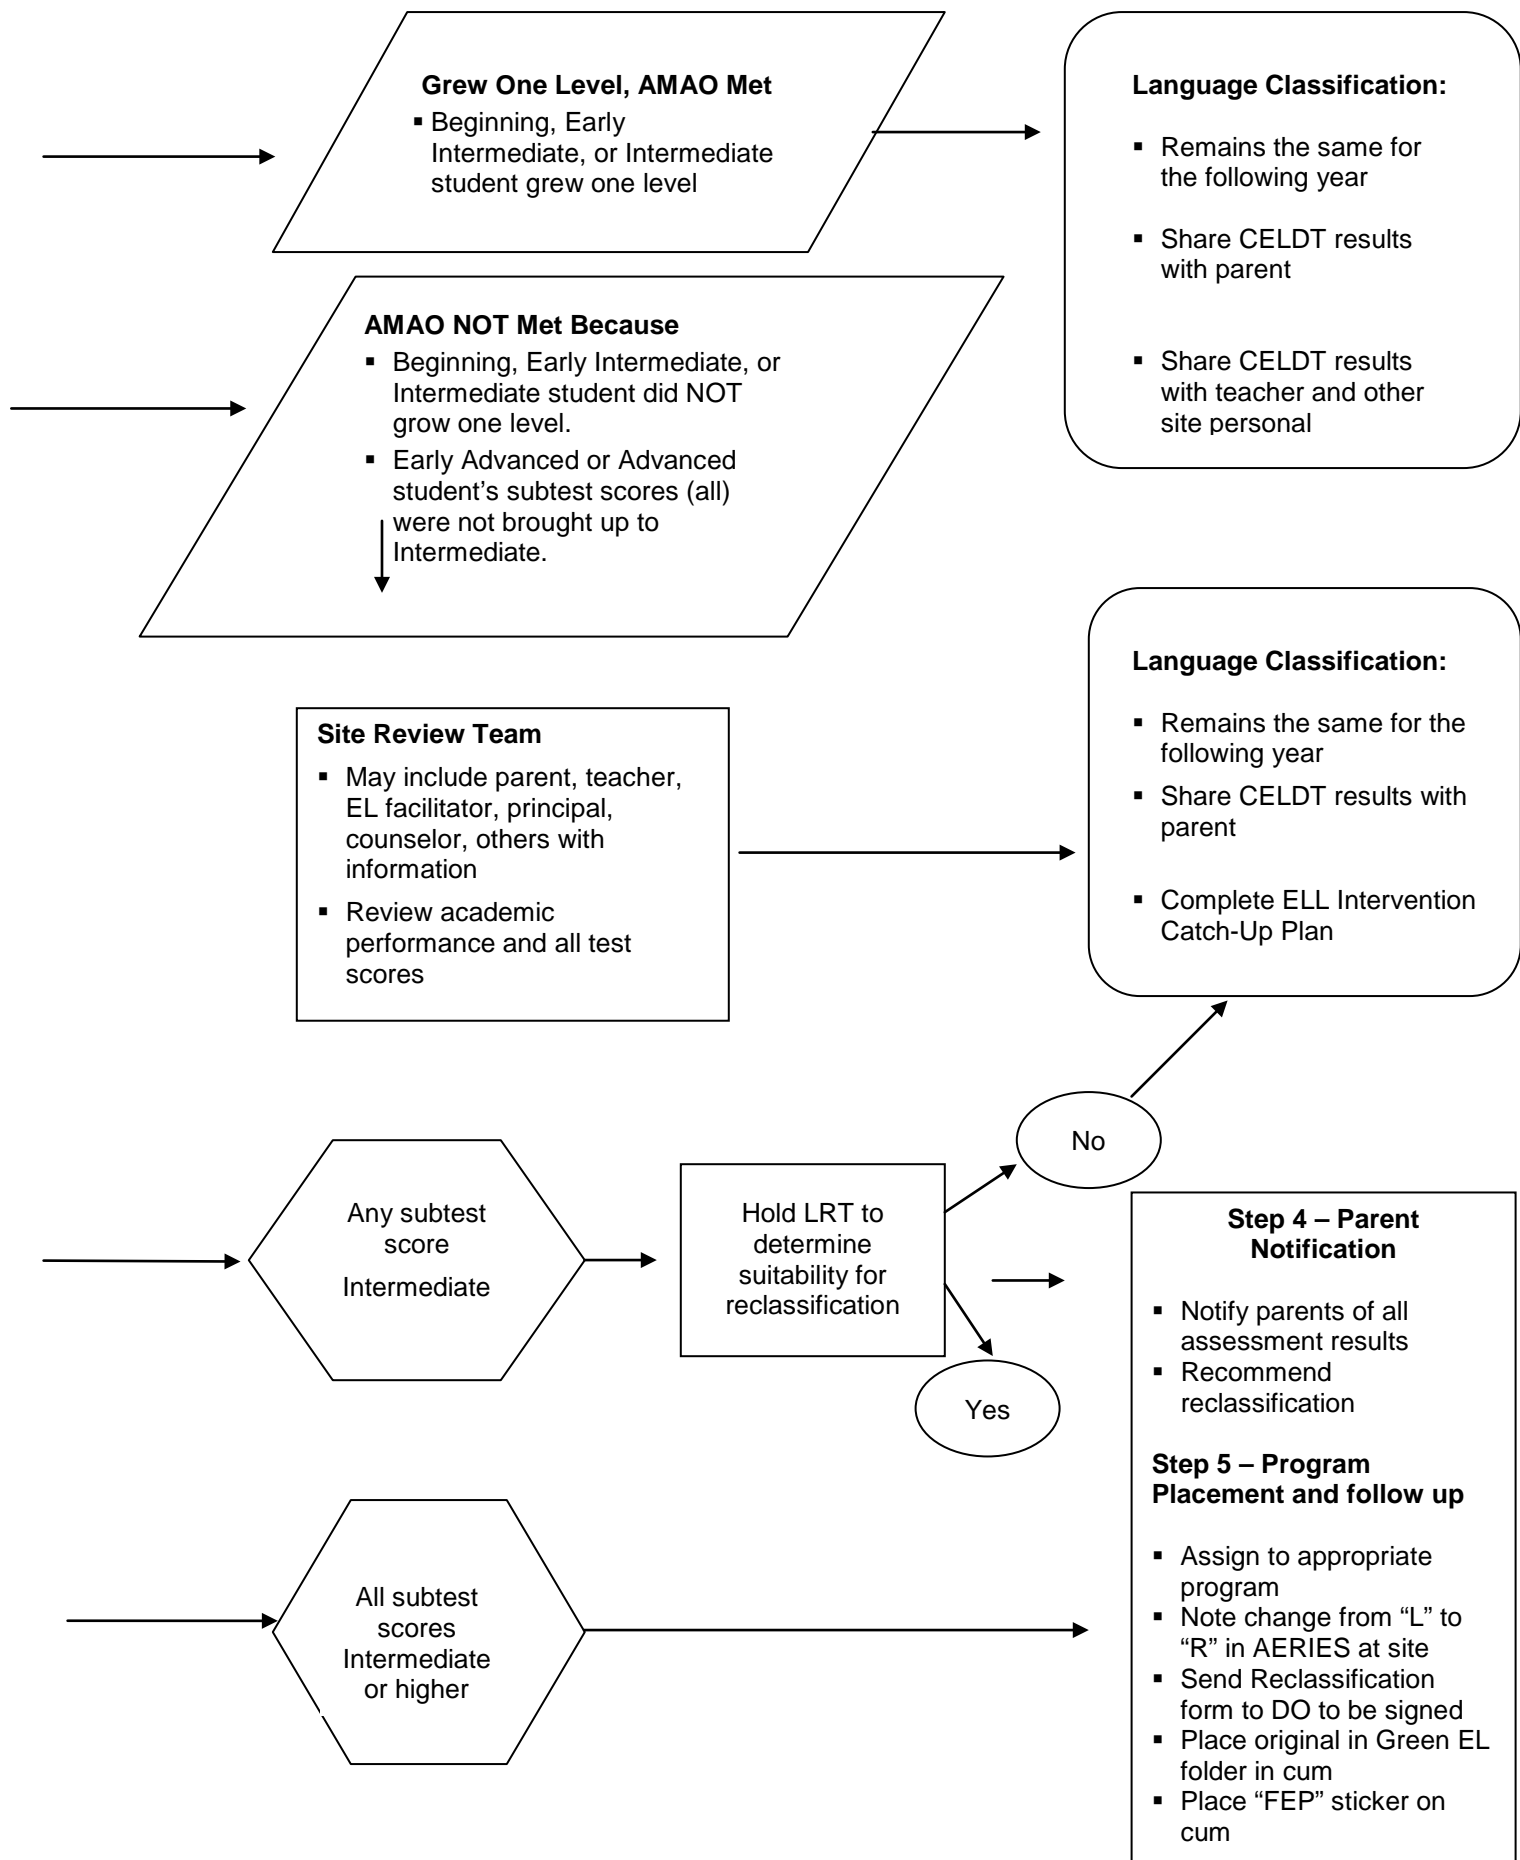 Grew One Level, AMAO Met
▪ Beginning, Early
Intermediate, or Intermediate
student grew one level
Language Classification:
▪ Remains the same for
the following year
▪ Share CELDT results
with parent
▪ Share CELDT results
with teacher and other
site personal
AMAO NOT Met Because
▪ Beginning, Early Intermediate, or
Intermediate student did NOT
grow one level.
▪ Early Advanced or Advanced
student’s subtest scores (all)
were not brought up to
Intermediate.
Site Review Team
▪ May include parent, teacher,
EL facilitator, principal,
counselor, others with
information
▪ Review academic
performance and all test
scores
Language Classification:
▪ Remains the same for the
following year
▪ Share CELDT results with
parent
▪ Complete ELL Intervention
Catch-Up Plan
Any subtest
score
Intermediate
Hold LRT to
determine
suitability for
reclassification
No
Yes
Step 4 – Parent
Notification
▪ Notify parents of all
assessment results
▪ Recommend
reclassification
Step 5 – Program
Placement and follow up
▪ Assign to appropriate
program
▪ Note change from “L” to
“R” in AERIES at site
▪ Send Reclassification
form to DO to be signed
▪ Place original in Green EL
folder in cum
▪ Place “FEP” sticker on
cum
All subtest
scores
Intermediate
or higher